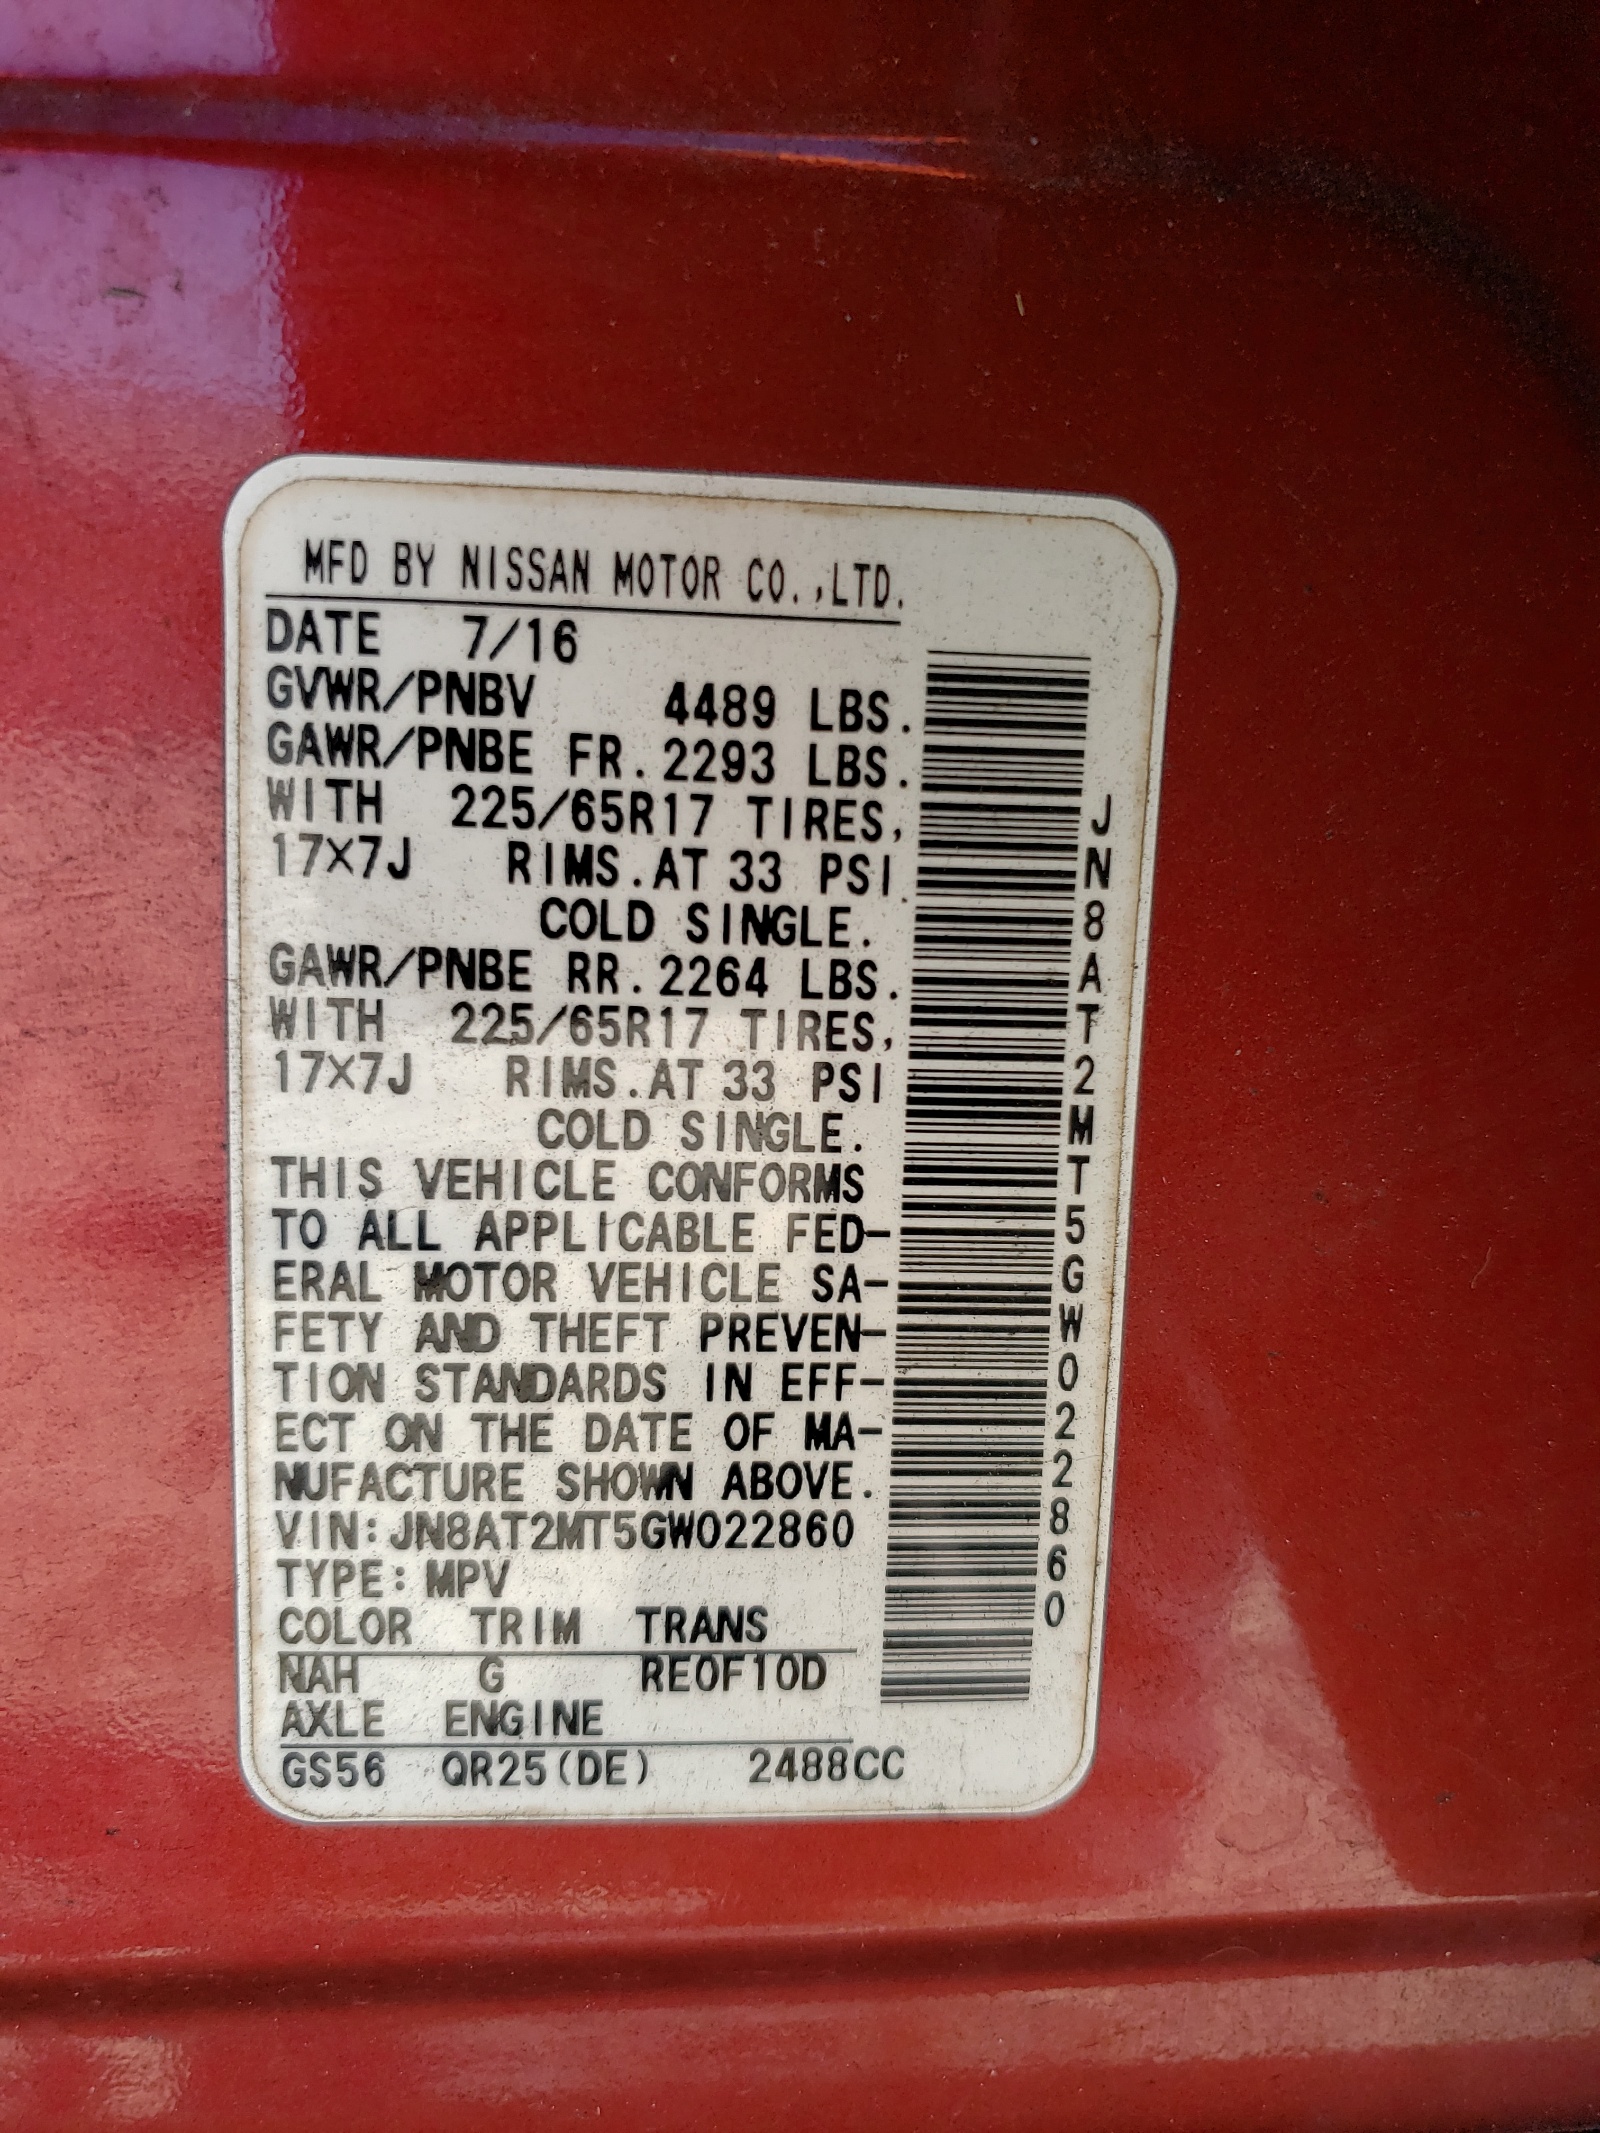 MFD BY NISSAN MOTOR CO.,LTD.
DATE 7/16
GVWR/PNBV 4489 LBS.
GAWR/PNBE FR. 2293 LBS.
WITH 225/65R17 TIRES,
17X7J RIMS.AT 33 PSI
COLD SINGLE.
GAWR/PNBE RR. 2264 LBS.
WITH 225/65R17 TIRES,
17X7J RIMS.AT 33 PSI
COLD SINGLE.
THIS VEHICLE CONFORMS
TO ALL APPLICABLE FED-
ERAL MOTOR VEHICLE SA-
FETY AND THEFT PREVEN-
TION STANDARDS IN EFF-
ECT ON THE DATE OF MA-
NUFACTURE SHOWN ABOVE.
VIN:JN8AT2MT5GW022860
TYPE:MPV
COLOR TRIM TRANS
NAH G RE0F10D
AXLE ENGINE
GS56 QR25(DE) 2488CC
JN8AT2MT5GW022860